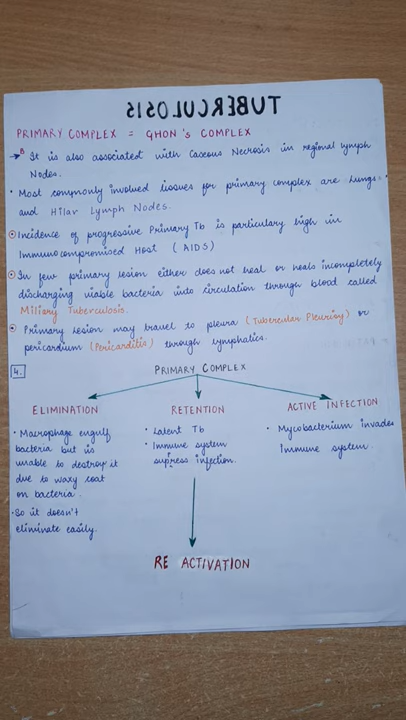 TUBERCULOSIS
PRIMARY COMPLEX = GHON'S COMPLEX
It is also associated with Caseous Necrosis in regional lymph
Nodes.
• Most commonly involved tissues for primary complex are lungs
and Hilar Lymph Nodes.
Incidence of progressive Primary Tb is particulary high in
Immunocompromised Host (AIDS)
In few primary lesion either does not heal or heals incompletely
discharging viable bacteria into circulation through blood called
Miliary Tuberculosis.
Primary lesion may travel to pleura (Tubercular Pleurisy) or
pericardium (Pericarditis) through lymphatics.
4.
PRIMARY COMPLEX
ELIMINATION
• Macrophage engulf
bacteria but is
unable to destroy it
due to waxy coat
on bacteria.
• So it doesn't
eliminate easily.
RETENTION
• Latent Tb
• Immune system
supress infection.
ACTIVE INFECTION
• Mycobacterium invades
Immune system.
RE ACTIVATION